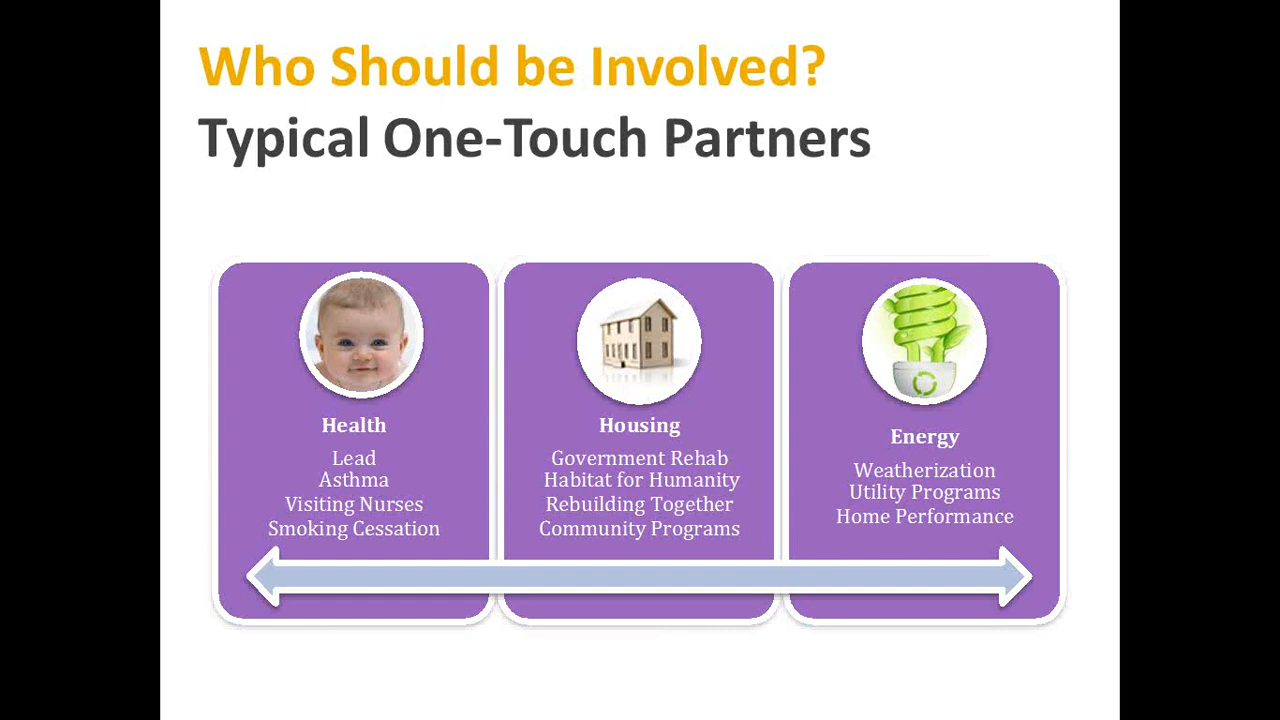 Who Should be Involved?
Typical One-Touch Partners
Health
Lead
Asthma
Visiting Nurses
Smoking Cessation
Housing
Government Rehab
Habitat for Humanity
Rebuilding Together
Community Programs
Energy
Weatherization
Utility Programs
Home Performance